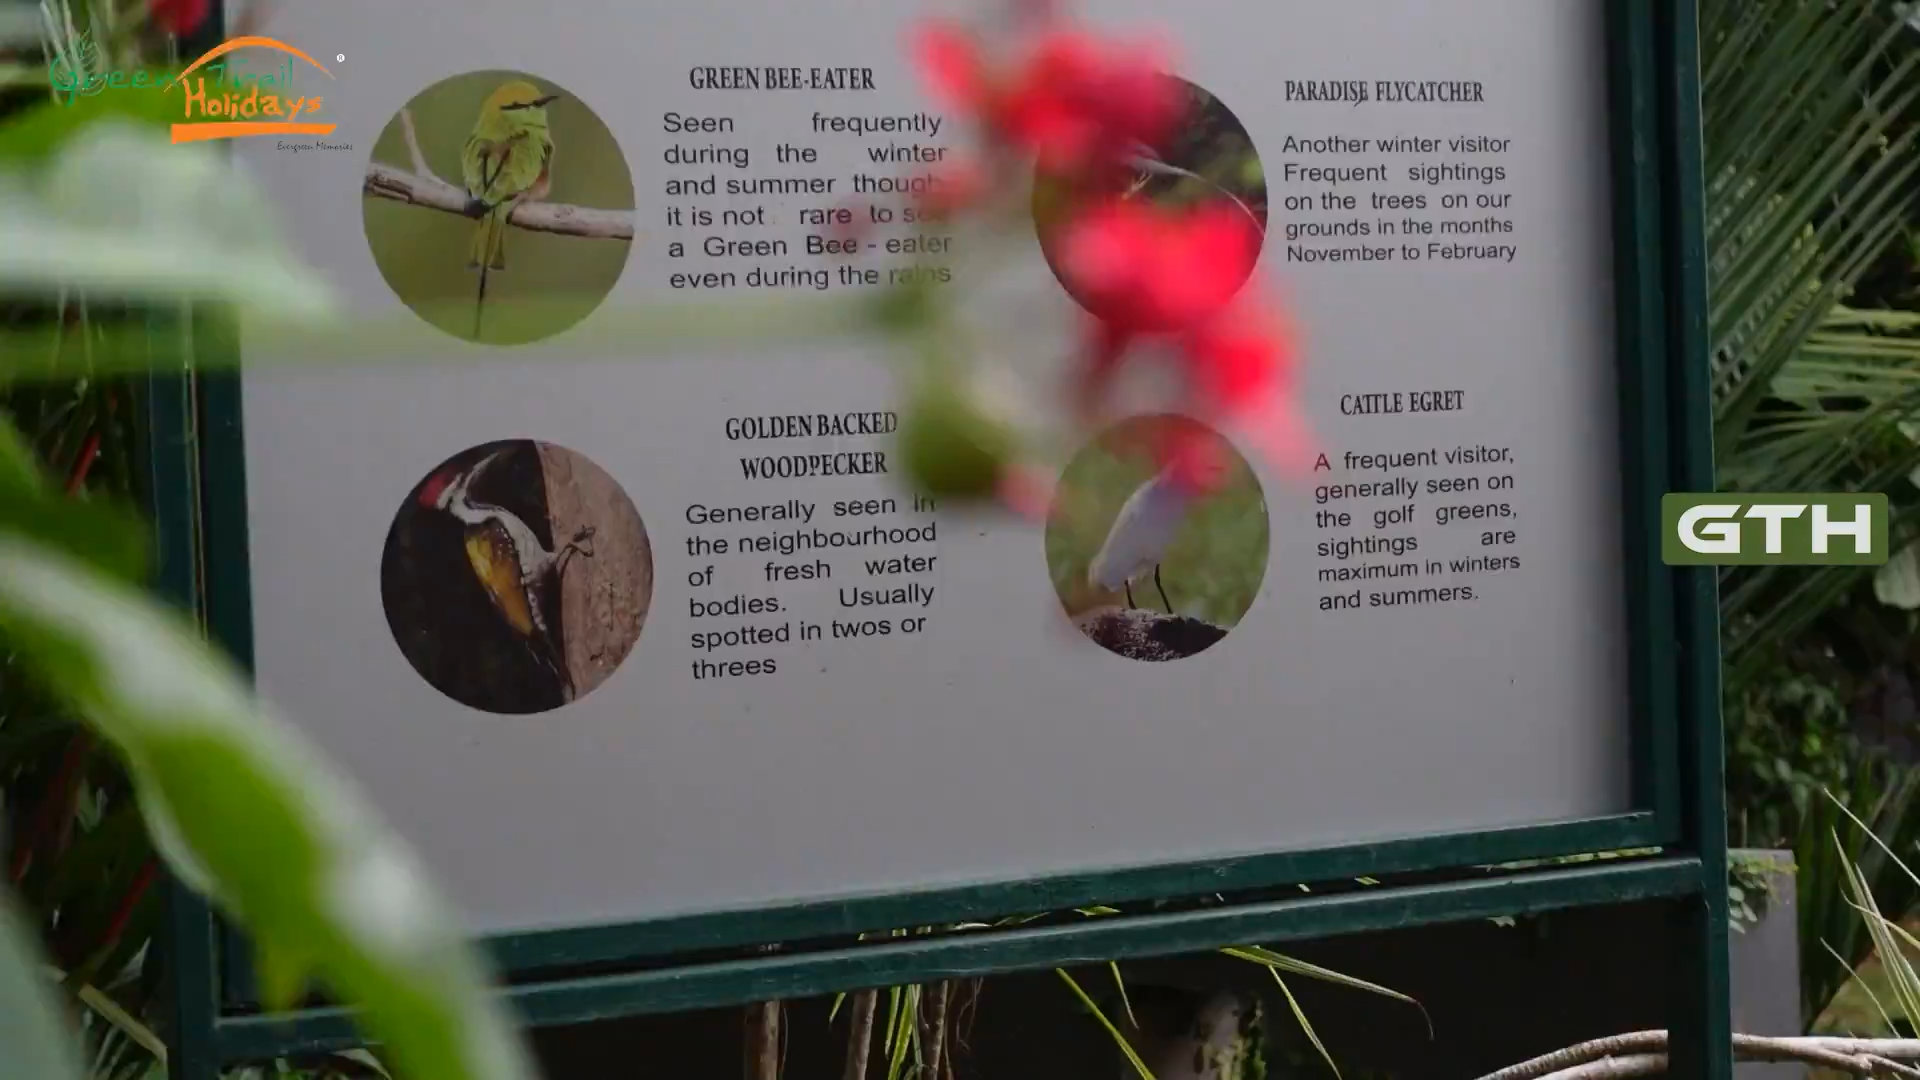 Green Trail
Holidays
®
Evergreen Memories
GREEN BEE-EATER
Seen frequently
during the winter
and summer though
it is not rare to see
a Green Bee - eater
even during the rains
PARADISE FLYCATCHER
Another winter visitor
Frequent sightings
on the trees on our
grounds in the months
November to February
GOLDEN BACKED
WOODPECKER
Generally seen in
the neighbourhood
of fresh water
bodies. Usually
spotted in twos or
threes
CATTLE EGRET
A frequent visitor,
generally seen on
the golf greens,
sightings are
maximum in winters
and summers.
GTH